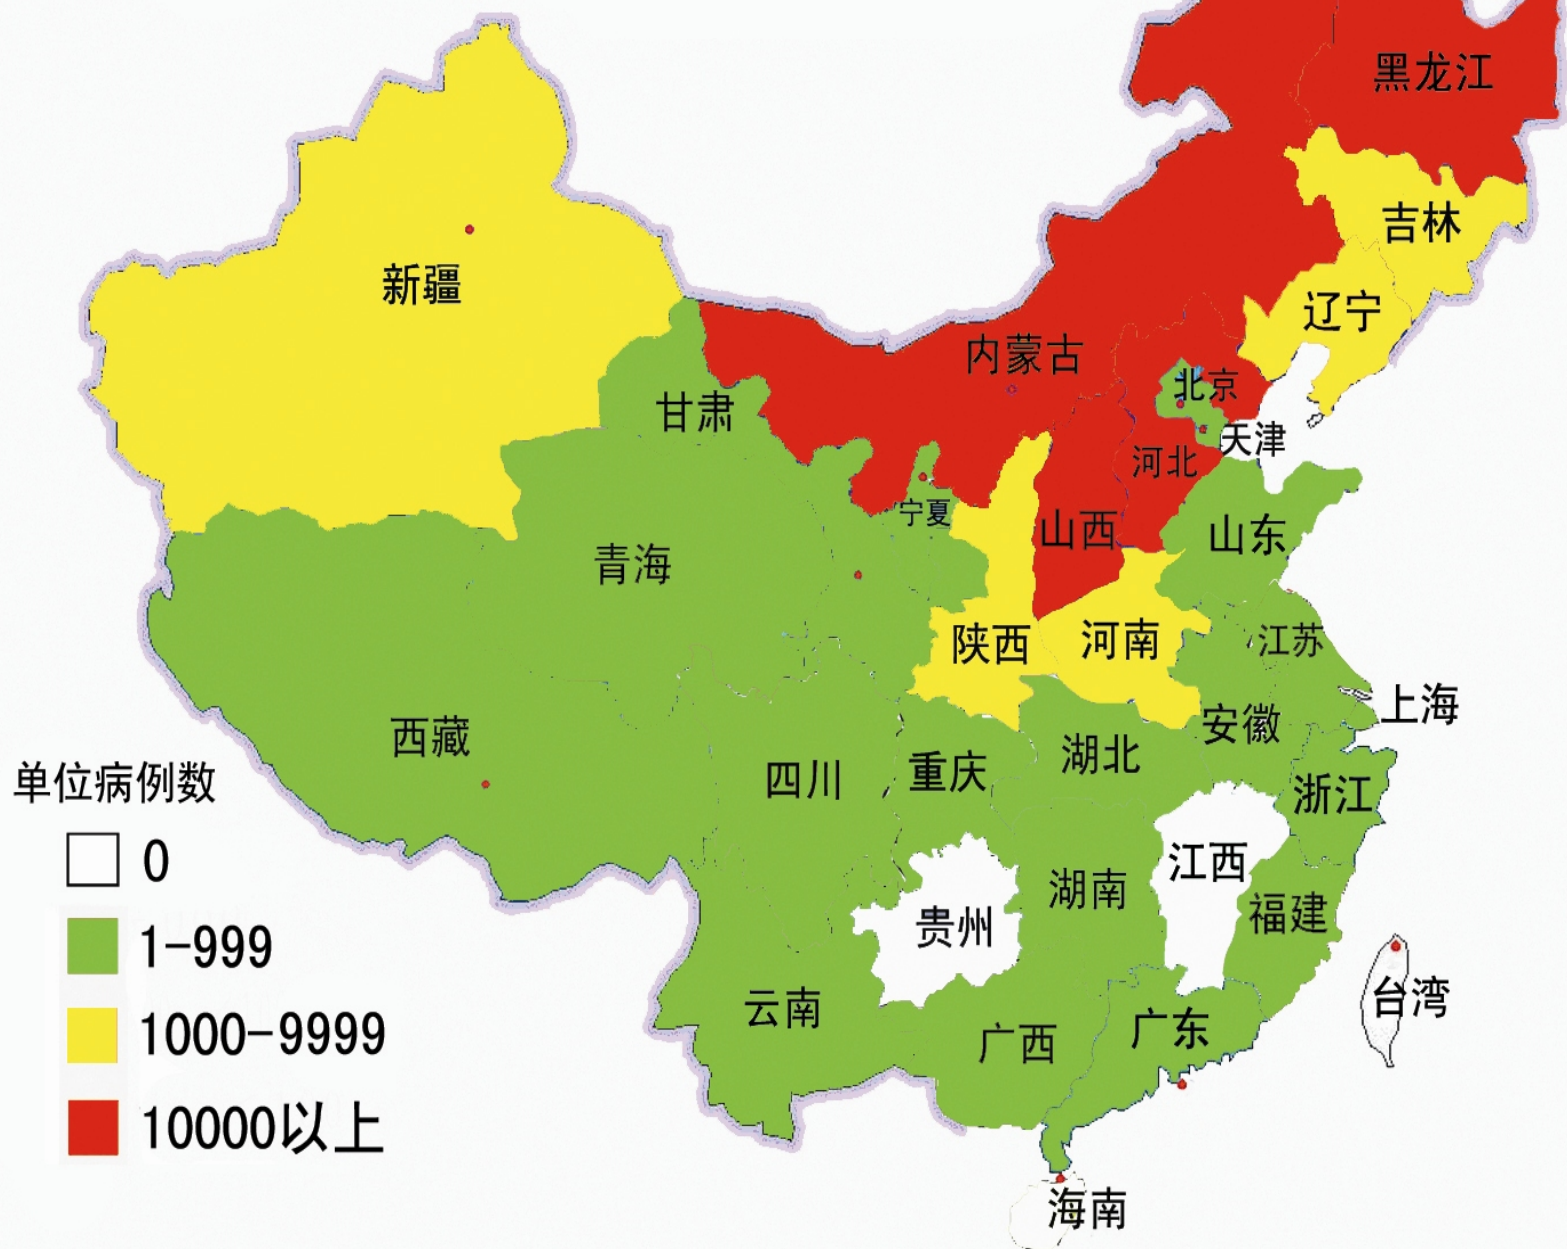 黑龙江
吉林
新疆
辽宁
内蒙古
北京
甘肃
天津
河北
宁夏
山西
山东
青海
陕西
河南
江苏
上海
西藏
安徽
湖北
四川
重庆
浙江
江西
湖南
福建
贵州
台湾
云南
广东
广西
海南
单位病例数
0
1-999
1000-9999
10000以上